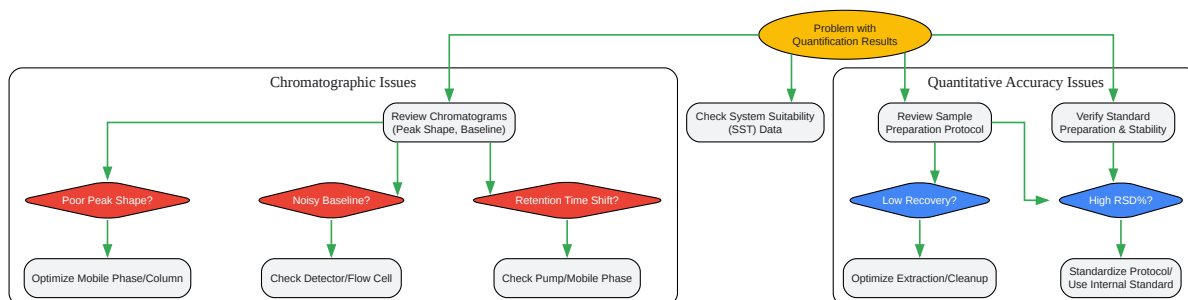 Problem with
Quantification Results
Chromatographic Issues
Quantitative Accuracy Issues
Review Chromatograms
(Peak Shape, Baseline)
Check System Suitability
(SST) Data
Review Sample
Preparation Protocol
Verify Standard
Preparation & Stability
Poor Peak Shape?
Noisy Baseline?
Retention Time Shift?
Low Recovery?
High RSD%?
Optimize Mobile Phase/Column
Check Detector/Flow Cell
Check Pump/Mobile Phase
Optimize Extraction/Cleanup
Standardize Protocol/
Use Internal Standard